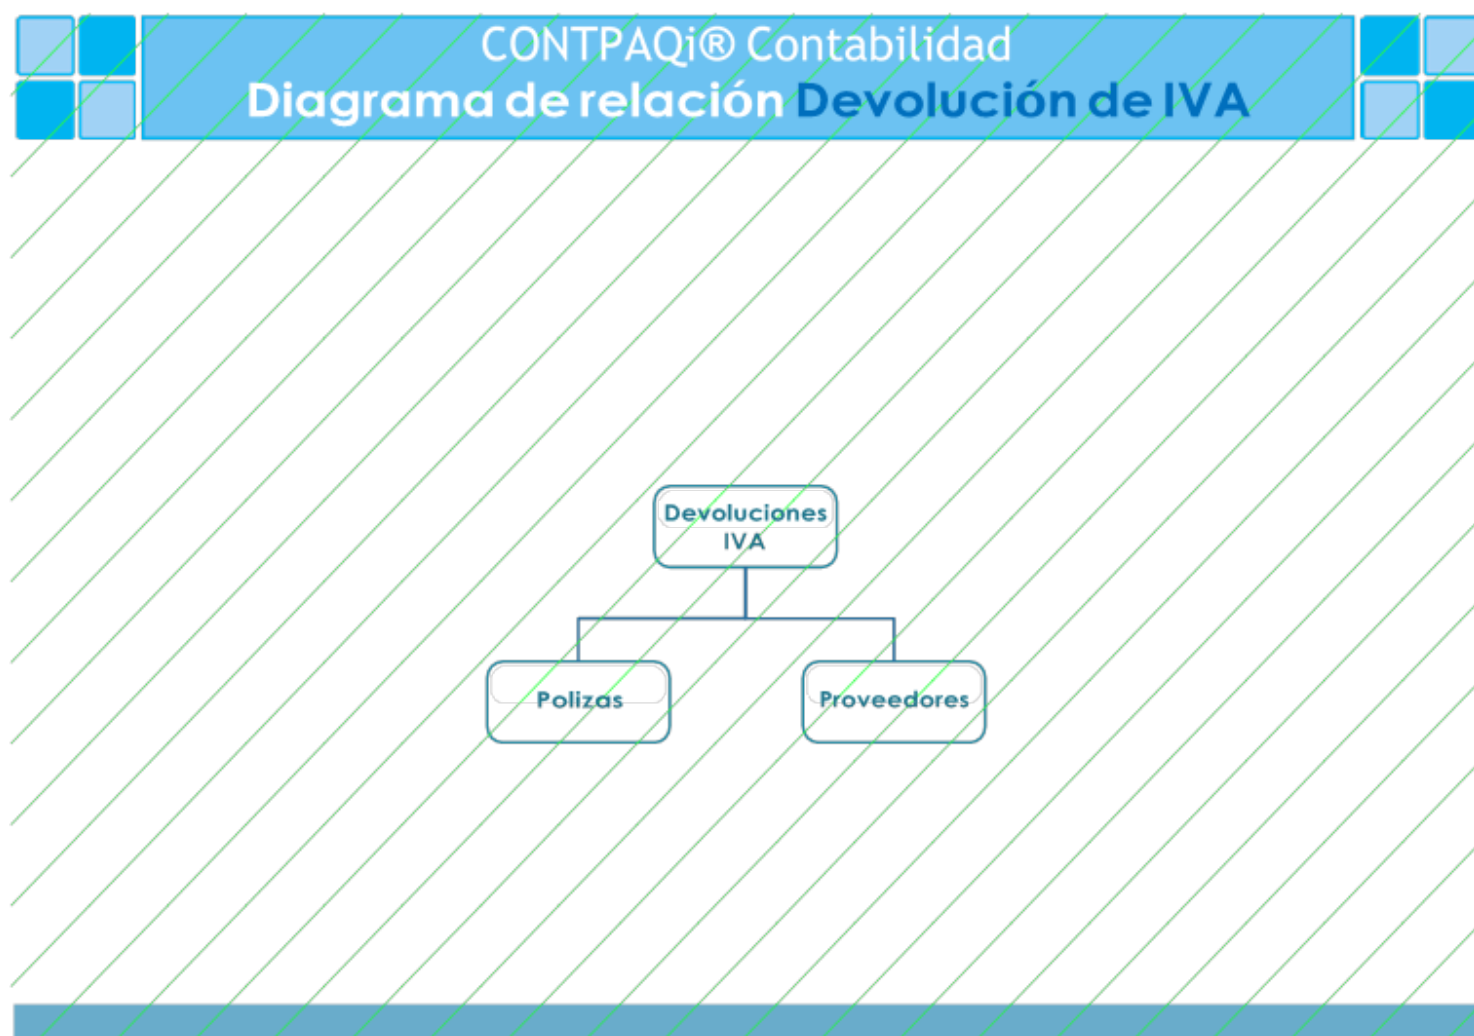 CONTPAQi® Contabilidad
Diagrama de relación Devolución de IVA
Devoluciones
IVA
Polizas
Proveedores